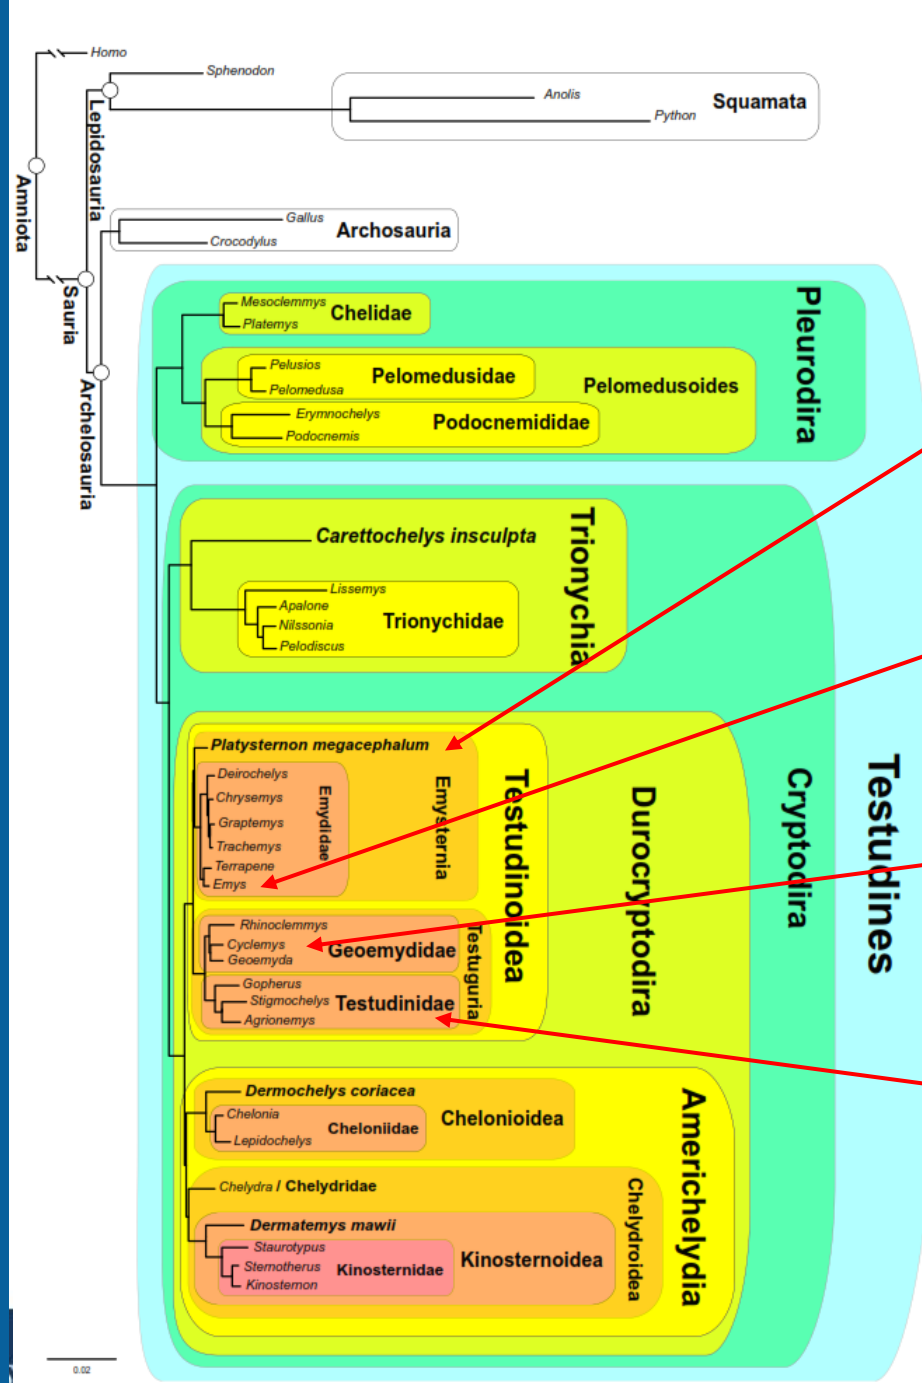 Homo
Sphenodon
Anolis
Squamata
Python
Lepidosauria
Amniota
Gallus
Archosauria
Crocodylus
Sauria
Mesoclemmys
Chelidae
Platemys
Pleurodira
Pelusios
Pelomedusidae
Pelomedusa
Pelomedusoides
Erymnochelys
Podocnemididae
Podocnemis
Archelosauria
Carettochelys insculpta
Trionychia
Lissemys
Apalone
Trionychidae
Nilssonia
Pelodiscus
Platysternon megacephalum
Deirochelys
Chrysemys
Graptemys
Trachemys
Terrapene
Emys
Emydidae
Emysternia
Testudinoidea
Durocryptodira
Cryptodira
Testudines
Rhinoclemmys
Cyclemys
Geoemydidae
Geoemyda
Testuguria
Gopherus
Stigmochelys
Testudinidae
Agrionemys
Dermochelys coriacea
Chelonia
Cheloniidae
Chelonioidea
Lepidochelys
Americhelydia
Chelydra / Chelydridae
Chelydroidea
Dermatemys mawii
Staurotypus
Sternotherus
Kinosternidae
Kinosternoidea
Kinosternon
0.02